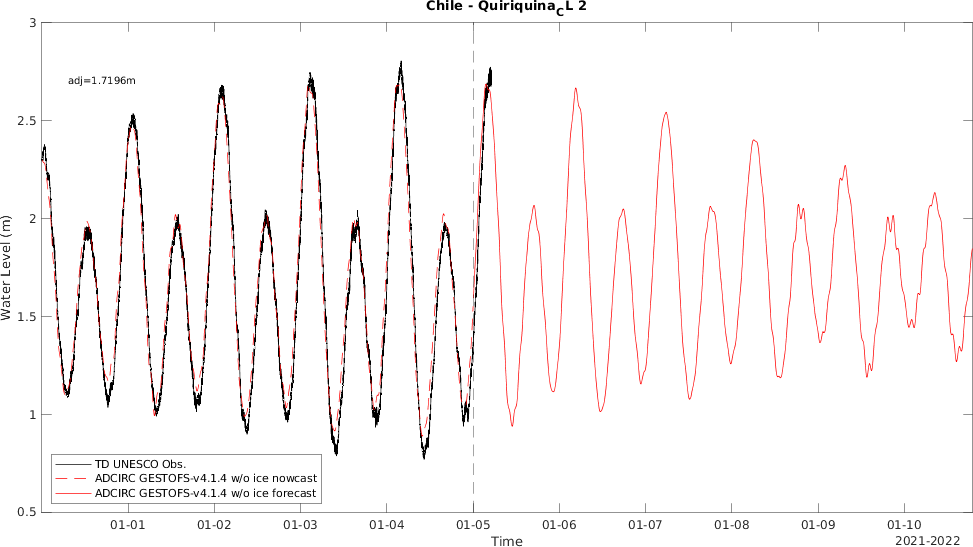 Chile - Quiriquina_CL 2
adj=1.7196m
3
2.5
2
1.5
1
0.5
Water Level (m)
TD UNESCO Obs.
ADCIRC GESTOFS-v4.1.4 w/o ice nowcast
ADCIRC GESTOFS-v4.1.4 w/o ice forecast
01-01 01-02 01-03 01-04 01-05 01-06 01-07 01-08 01-09 01-10
Time
2021-2022